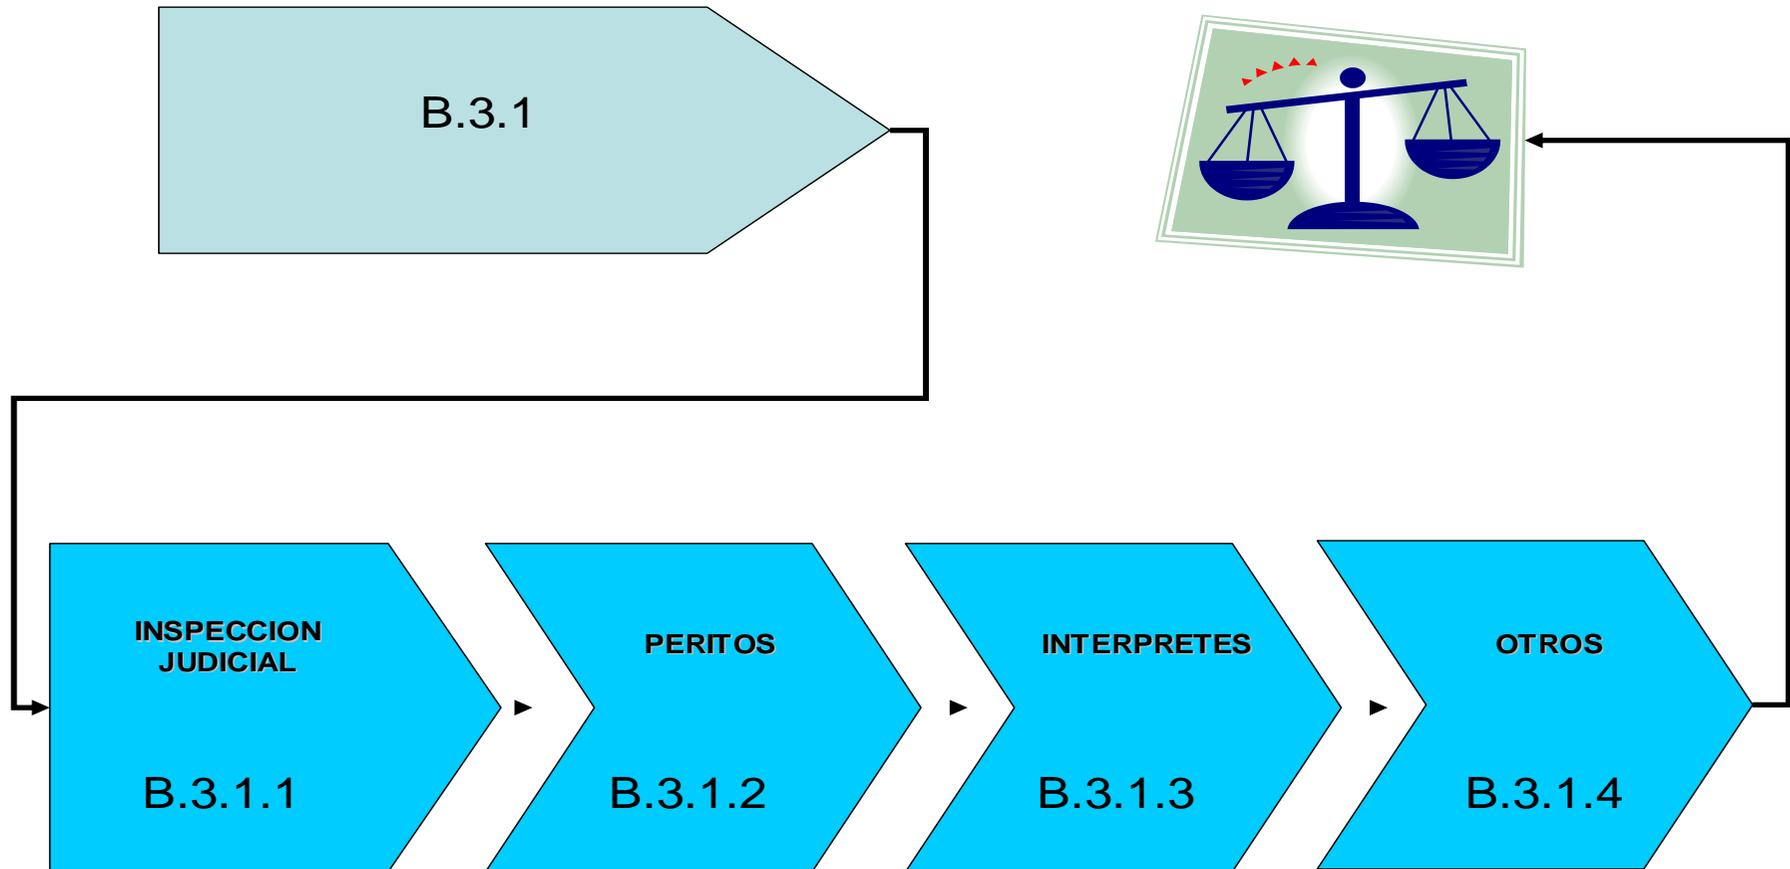 B.3.1
INSPECCION
JUDICIAL
B.3.1.1
PERITOS
B.3.1.2
INTERPRETES
B.3.1.3
OTROS
B.3.1.4